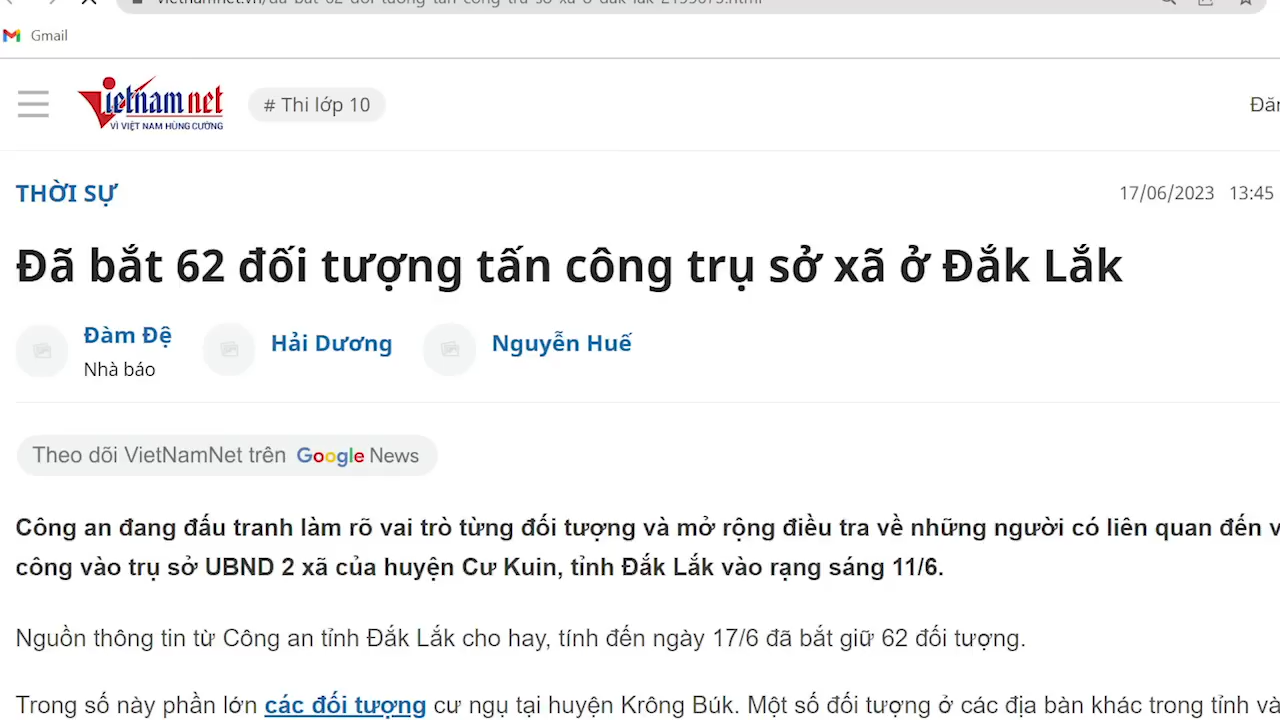 Gmail
Vietnam net
VÌ VIỆT NAM HÙNG CƯỜNG
# Thi lớp 10
THỜI SỰ
17/06/2023 13:45
Đã bắt 62 đối tượng tấn công trụ sở xã ở Đắk Lắk
Đàm Đệ
Nhà báo
Hải Dương
Nguyễn Huế
Theo dõi VietNamNet trên Google News
Công an đang đấu tranh làm rõ vai trò từng đối tượng và mở rộng điều tra về những người có liên quan đến
công vào trụ sở UBND 2 xã của huyện Cư Kuin, tỉnh Đắk Lắk vào rạng sáng 11/6.
Nguồn thông tin từ Công an tỉnh Đắk Lắk cho hay, tính đến ngày 17/6 đã bắt giữ 62 đối tượng.
Trong số này phần lớn các đối tượng cư ngụ tại huyện Krông Búk. Một số đối tượng ở các địa bàn khác trong tỉnh và